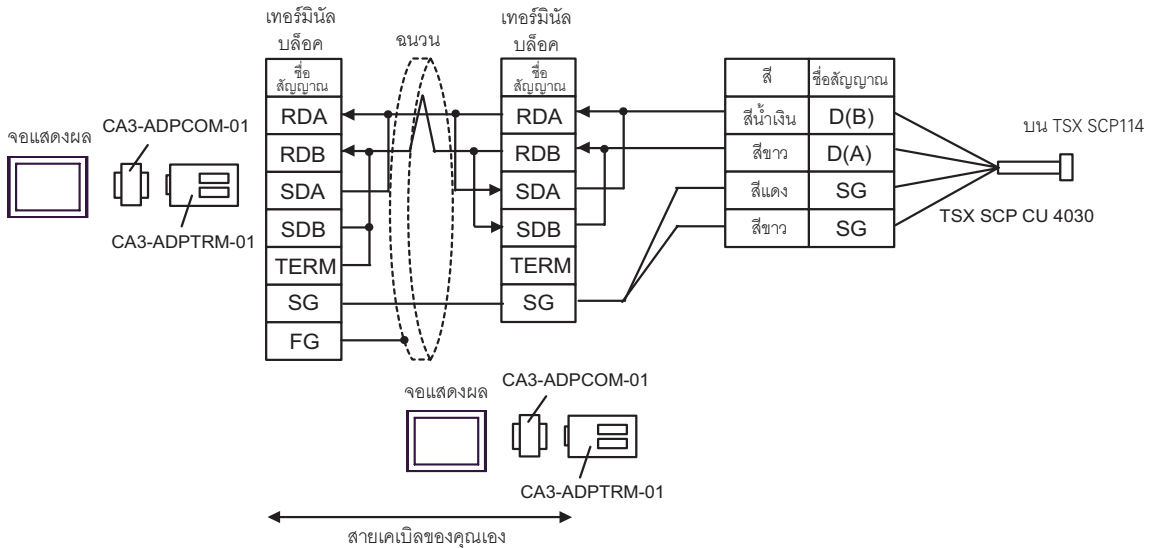 เทอร์มินัล
บล็อค
ฉนวน
เทอร์มินัล
บล็อค
ชื่อ
สัญญาณ
RDA
RDB
SDA
SDB
TERM
SG
FG
ชื่อ
สัญญาณ
RDA
RDB
SDA
SDB
TERM
SG
สี
ชื่อสัญญาณ
สีน้ำเงิน
D(B)
สีขาว
D(A)
สีแดง
SG
สีขาว
SG
บน TSX SCP114
TSX SCP CU 4030
จอแสดงผล
CA3-ADPCOM-01
CA3-ADPTRM-01
จอแสดงผล
CA3-ADPCOM-01
CA3-ADPTRM-01
สายเคเบิลของคุณเอง